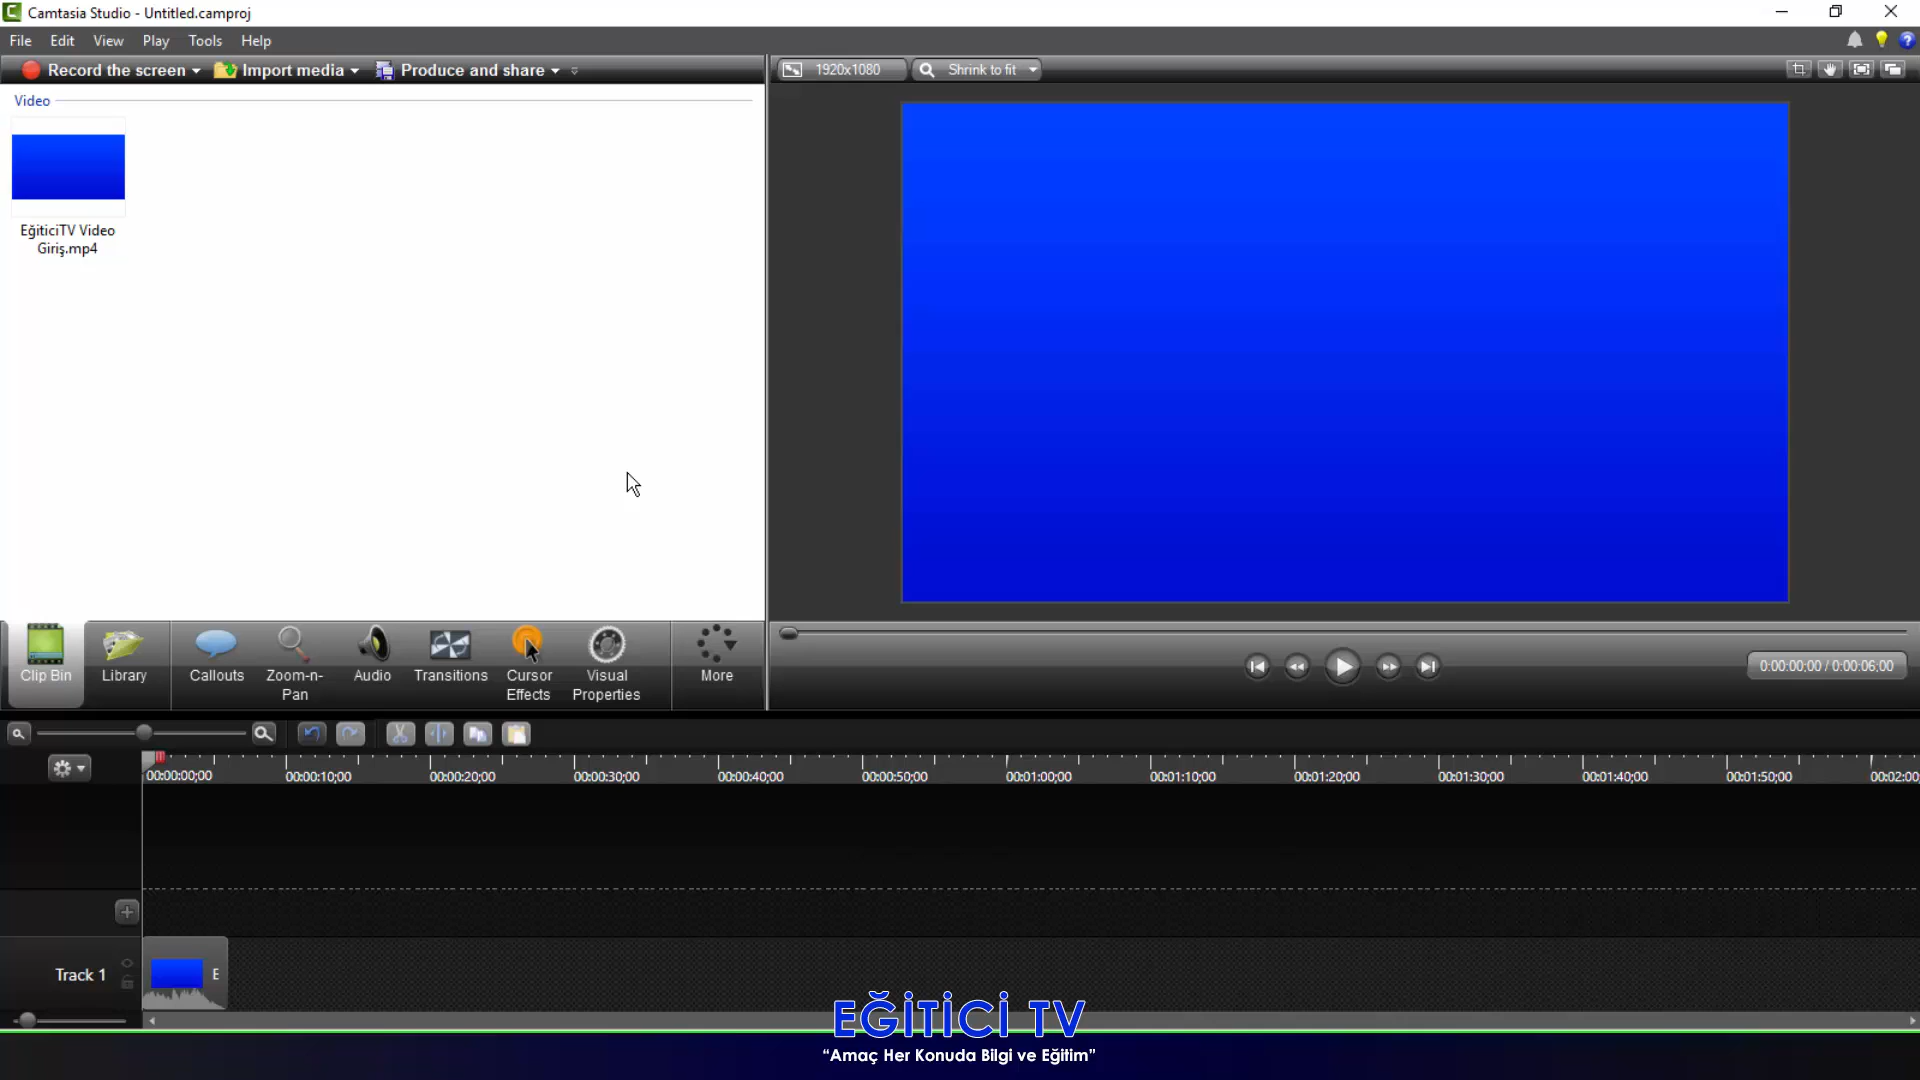 Camtasia Studio - Untitled.camproj
File Edit View Play Tools Help
Record the screen Import media Produce and share
1920x1080 Shrink to fit
Video
EğiticiTV Video
Giriş.mp4
Clip Bin Library Callouts Zoom-n-Pan Audio Transitions Cursor Effects Visual Properties More
0:00:00;00 / 0:00:06;00
00:00:00;00 00:00:10;00 00:00:20;00 00:00:30;00 00:00:40;00 00:00:50;00 00:01:00;00 00:01:10;00 00:01:20;00 00:01:30;00 00:01:40;00 00:01:50;00 00:02:00
Track 1 E
EĞİTİCİ TV
“Amaç Her Konuda Bilgi ve Eğitim”